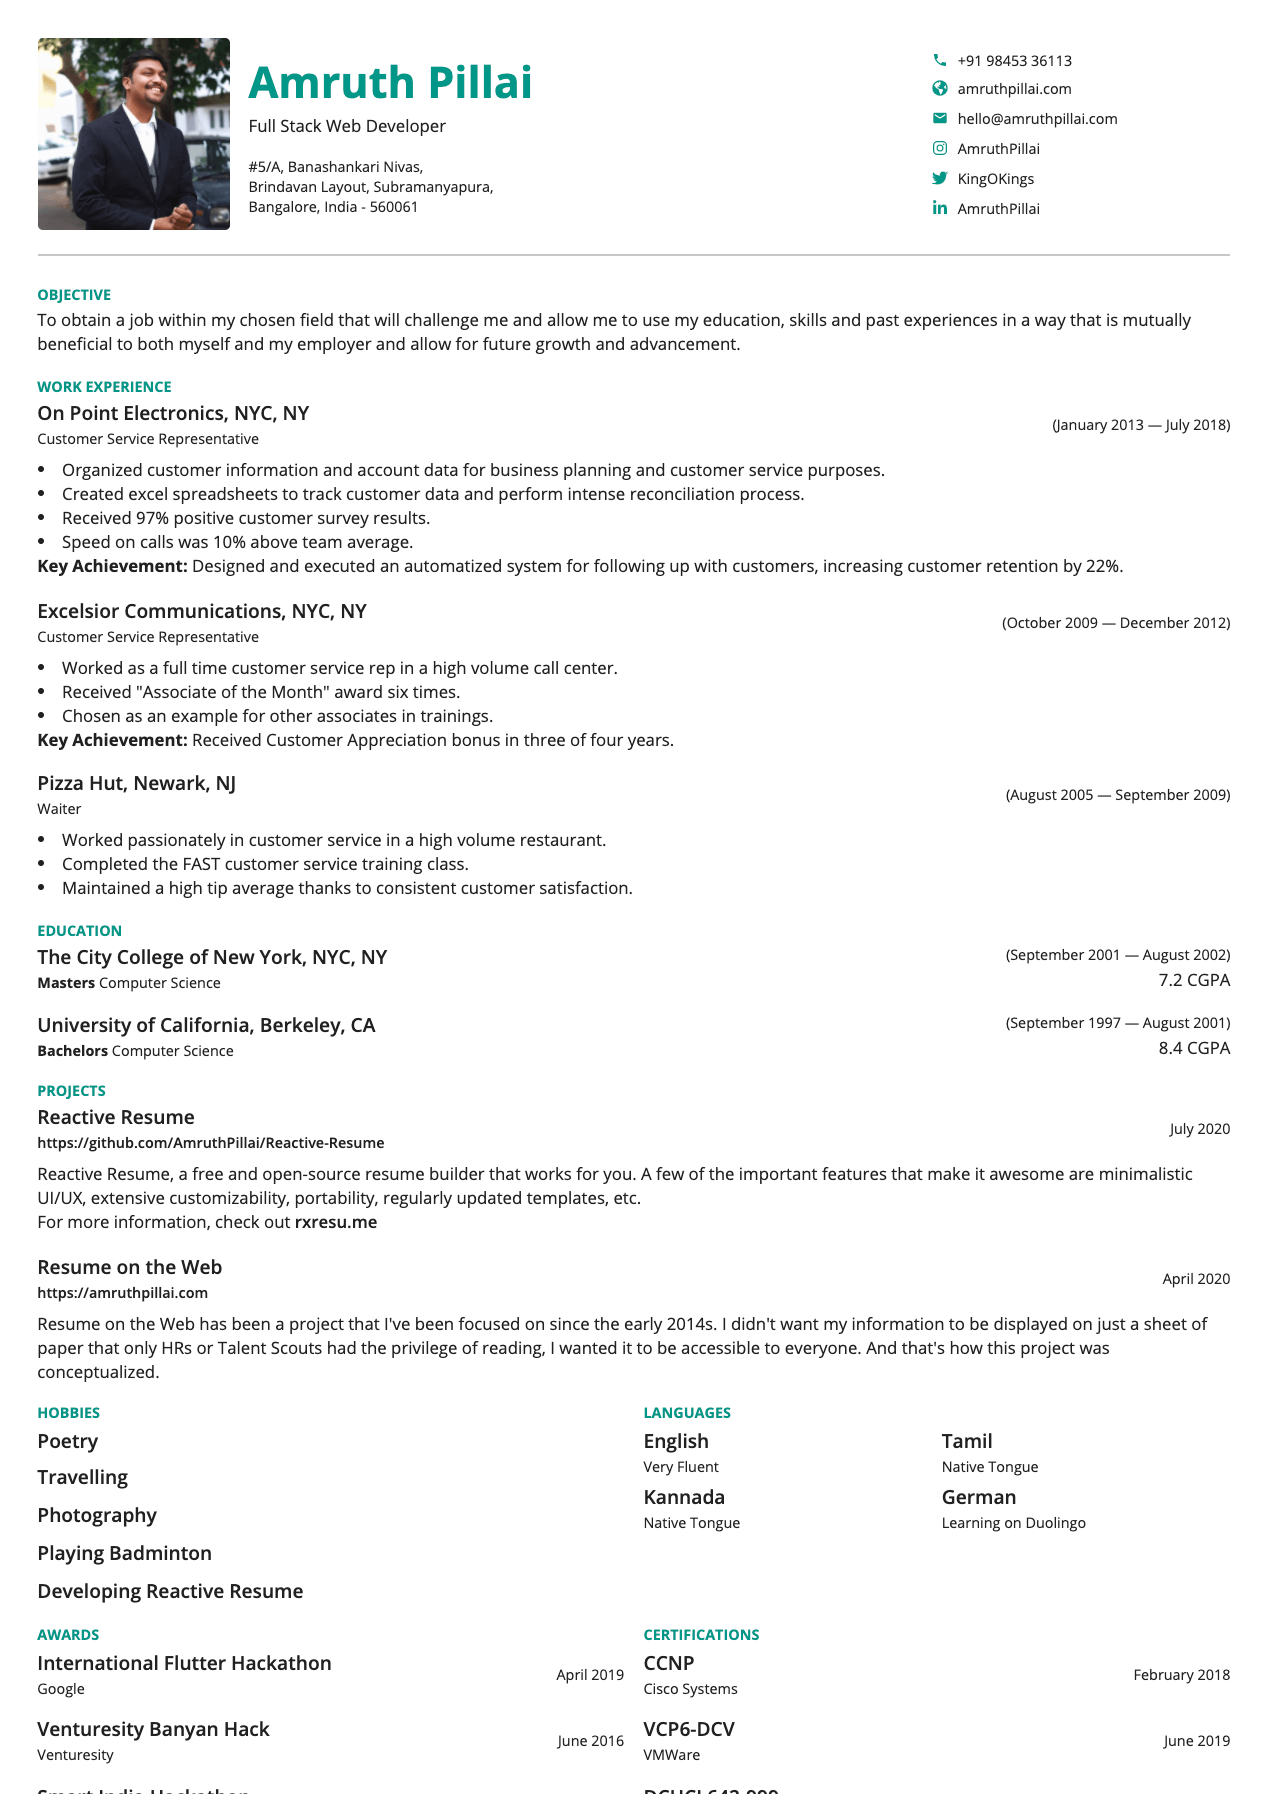 Amruth Pillai
Full Stack Web Developer
#5/A, Banashankari Nivas,
Brindavan Layout, Subramanyapura,
Bangalore, India - 560061
+91 98453 36113
amruthpillai.com
hello@amruthpillai.com
AmruthPillai
KingOKings
AmruthPillai
OBJECTIVE
To obtain a job within my chosen field that will challenge me and allow me to use my education, skills and past experiences in a way that is mutually
beneficial to both myself and my employer and allow for future growth and advancement.
WORK EXPERIENCE
On Point Electronics, NYC, NY
Customer Service Representative
(January 2013 — July 2018)
• Organized customer information and account data for business planning and customer service purposes.
• Created excel spreadsheets to track customer data and perform intense reconciliation process.
• Received 97% positive customer survey results.
• Speed on calls was 10% above team average.
Key Achievement: Designed and executed an automatized system for following up with customers, increasing customer retention by 22%.
Excelsior Communications, NYC, NY
Customer Service Representative
(October 2009 — December 2012)
• Worked as a full time customer service rep in a high volume call center.
• Received "Associate of the Month" award six times.
• Chosen as an example for other associates in trainings.
Key Achievement: Received Customer Appreciation bonus in three of four years.
Pizza Hut, Newark, NJ
Waiter
(August 2005 — September 2009)
• Worked passionately in customer service in a high volume restaurant.
• Completed the FAST customer service training class.
• Maintained a high tip average thanks to consistent customer satisfaction.
EDUCATION
The City College of New York, NYC, NY
Masters Computer Science
(September 2001 — August 2002)
7.2 CGPA
University of California, Berkeley, CA
Bachelors Computer Science
(September 1997 — August 2001)
8.4 CGPA
PROJECTS
Reactive Resume
https://github.com/AmruthPillai/Reactive-Resume
July 2020
Reactive Resume, a free and open-source resume builder that works for you. A few of the important features that make it awesome are minimalistic
UI/UX, extensive customizability, portability, regularly updated templates, etc.
For more information, check out rxresu.me
Resume on the Web
https://amruthpillai.com
April 2020
Resume on the Web has been a project that I've been focused on since the early 2014s. I didn't want my information to be displayed on just a sheet of
paper that only HRs or Talent Scouts had the privilege of reading, I wanted it to be accessible to everyone. And that's how this project was
conceptualized.
HOBBIES
Poetry
Travelling
Photography
Playing Badminton
Developing Reactive Resume
LANGUAGES
English
Very Fluent
Tamil
Native Tongue
Kannada
Native Tongue
German
Learning on Duolingo
AWARDS
International Flutter Hackathon
Google
April 2019
Venturesity Banyan Hack
Venturesity
June 2016
CERTIFICATIONS
CCNP
Cisco Systems
February 2018
VCP6-DCV
VMWare
June 2019